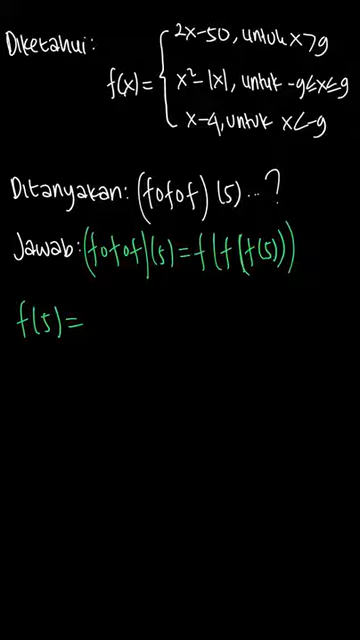 Diketahui:
f(x) = { 2x-50, untuk x>9
x²-|x|, untuk -9≤x≤9
x-4, untuk x<-9
Ditanyakan: (fofof)(5)...?
Jawab: (fofof)(5) = f(f(f(5)))
f(5) =